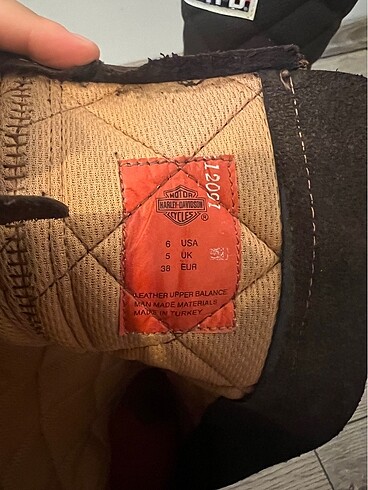 12091
MOTOR
HARLEY-DAVIDSON
CYCLES ®
6 USA
5 UK
38 EUR
LEATHER UPPER BALANCE
MAN MADE MATERIALS
MADE IN TURKEY